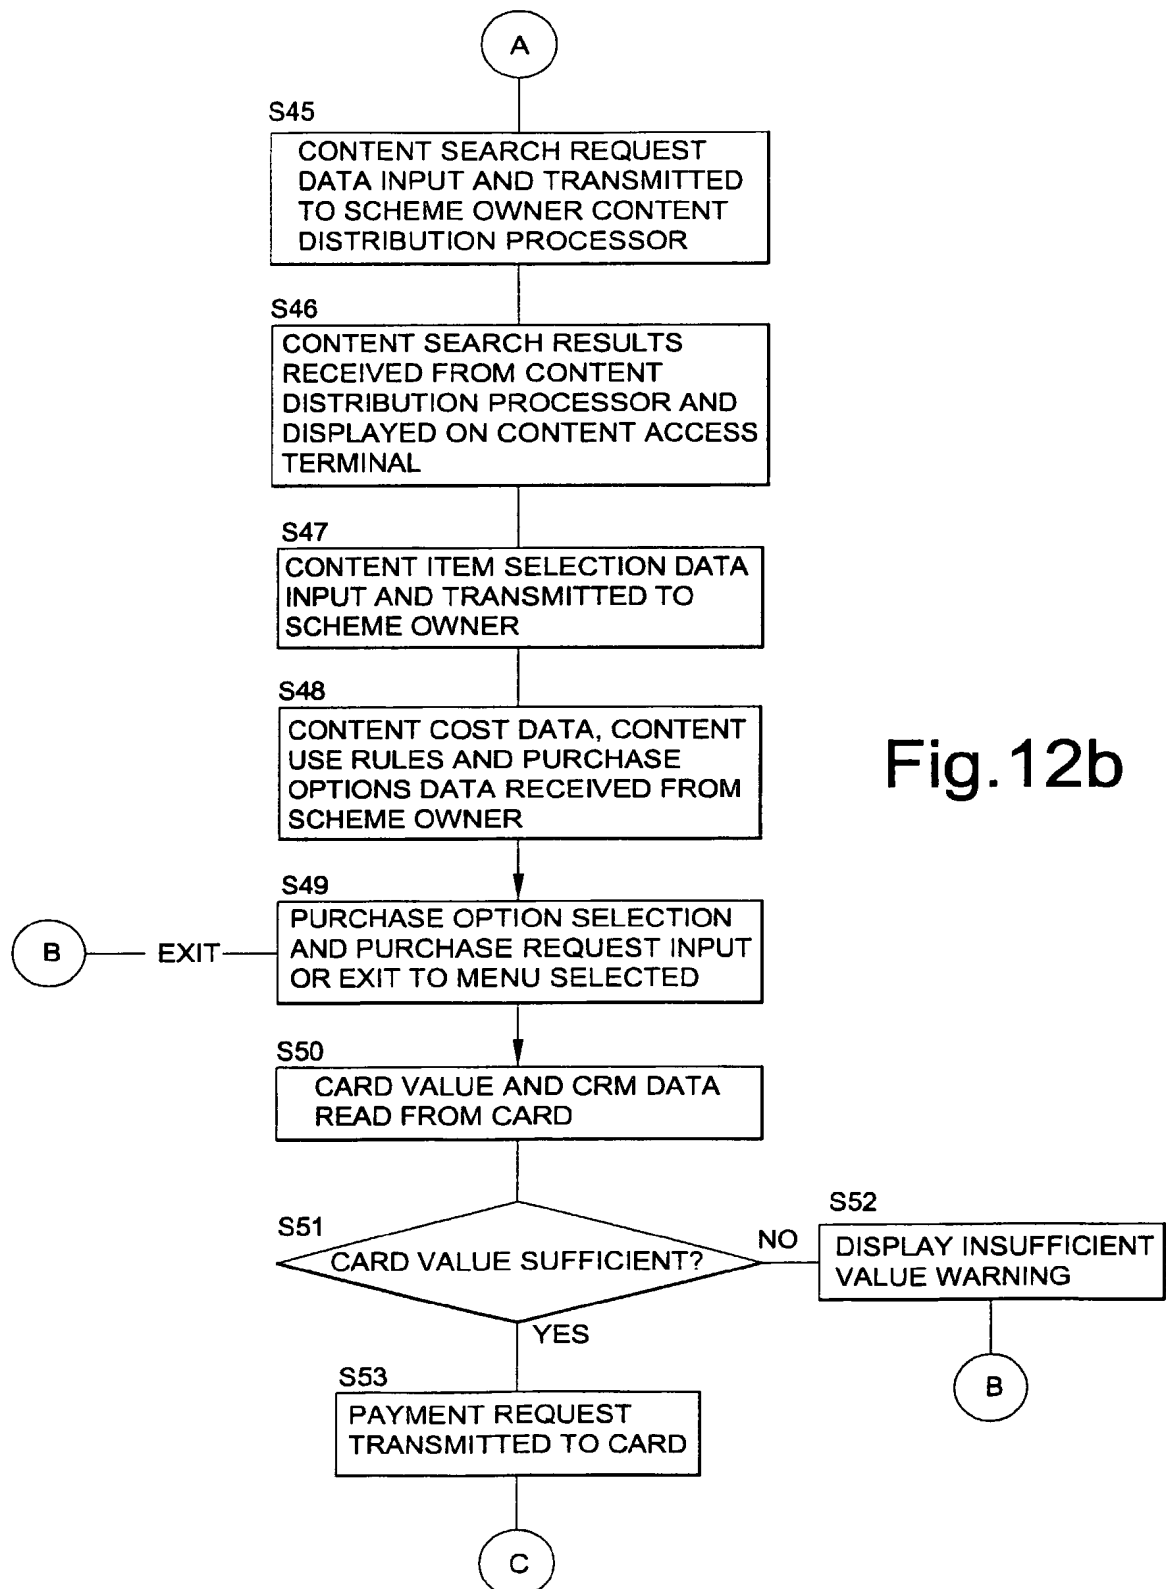 A
S45
CONTENT SEARCH REQUEST
DATA INPUT AND TRANSMITTED
TO SCHEME OWNER CONTENT
DISTRIBUTION PROCESSOR
S46
CONTENT SEARCH RESULTS
RECEIVED FROM CONTENT
DISTRIBUTION PROCESSOR AND
DISPLAYED ON CONTENT ACCESS
TERMINAL
S47
CONTENT ITEM SELECTION DATA
INPUT AND TRANSMITTED TO
SCHEME OWNER
S48
CONTENT COST DATA, CONTENT
USE RULES AND PURCHASE
OPTIONS DATA RECEIVED FROM
SCHEME OWNER
Fig.12b
S49
PURCHASE OPTION SELECTION
AND PURCHASE REQUEST INPUT
OR EXIT TO MENU SELECTED
EXIT
B
S50
CARD VALUE AND CRM DATA
READ FROM CARD
S51
CARD VALUE SUFFICIENT?
NO
S52
DISPLAY INSUFFICIENT
VALUE WARNING
B
YES
S53
PAYMENT REQUEST
TRANSMITTED TO CARD
C